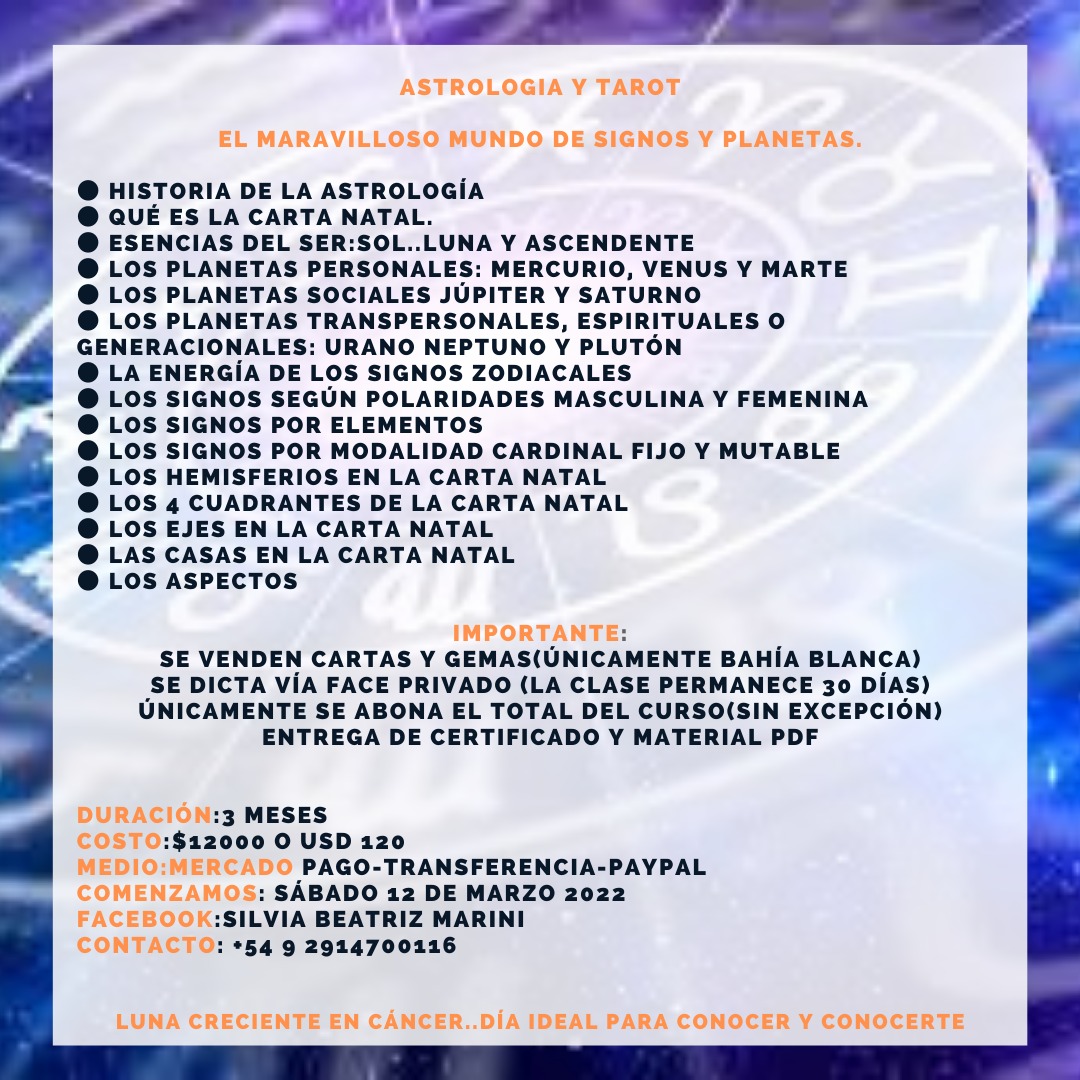 ASTROLOGIA Y TAROT
EL MARAVILLOSO MUNDO DE SIGNOS Y PLANETAS.
● HISTORIA DE LA ASTROLOGÍA
● QUÉ ES LA CARTA NATAL.
● ESENCIAS DEL SER:SOL..LUNA Y ASCENDENTE
● LOS PLANETAS PERSONALES: MERCURIO, VENUS Y MARTE
● LOS PLANETAS SOCIALES JÚPITER Y SATURNO
● LOS PLANETAS TRANSPERSONALES, ESPIRITUALES O
GENERACIONALES: URANO NEPTUNO Y PLUTÓN
● LA ENERGÍA DE LOS SIGNOS ZODIACALES
● LOS SIGNOS SEGÚN POLARIDADES MASCULINA Y FEMENINA
● LOS SIGNOS POR ELEMENTOS
● LOS SIGNOS POR MODALIDAD CARDINAL FIJO Y MUTABLE
● LOS HEMISFERIOS EN LA CARTA NATAL
● LOS 4 CUADRANTES DE LA CARTA NATAL
● LOS EJES EN LA CARTA NATAL
● LAS CASAS EN LA CARTA NATAL
● LOS ASPECTOS
IMPORTANTE:
SE VENDEN CARTAS Y GEMAS(ÚNICAMENTE BAHÍA BLANCA)
SE DICTA VÍA FACE PRIVADO (LA CLASE PERMANECE 30 DÍAS)
ÚNICAMENTE SE ABONA EL TOTAL DEL CURSO(SIN EXCEPCIÓN)
ENTREGA DE CERTIFICADO Y MATERIAL PDF
DURACIÓN:3 MESES
COSTO:$12000 O USD 120
MEDIO:MERCADO PAGO-TRANSFERENCIA-PAYPAL
COMENZAMOS: SÁBADO 12 DE MARZO 2022
FACEBOOK:SILVIA BEATRIZ MARINI
CONTACTO: +54 9 2914700116
LUNA CRECIENTE EN CÁNCER..DÍA IDEAL PARA CONOCER Y CONOCERTE